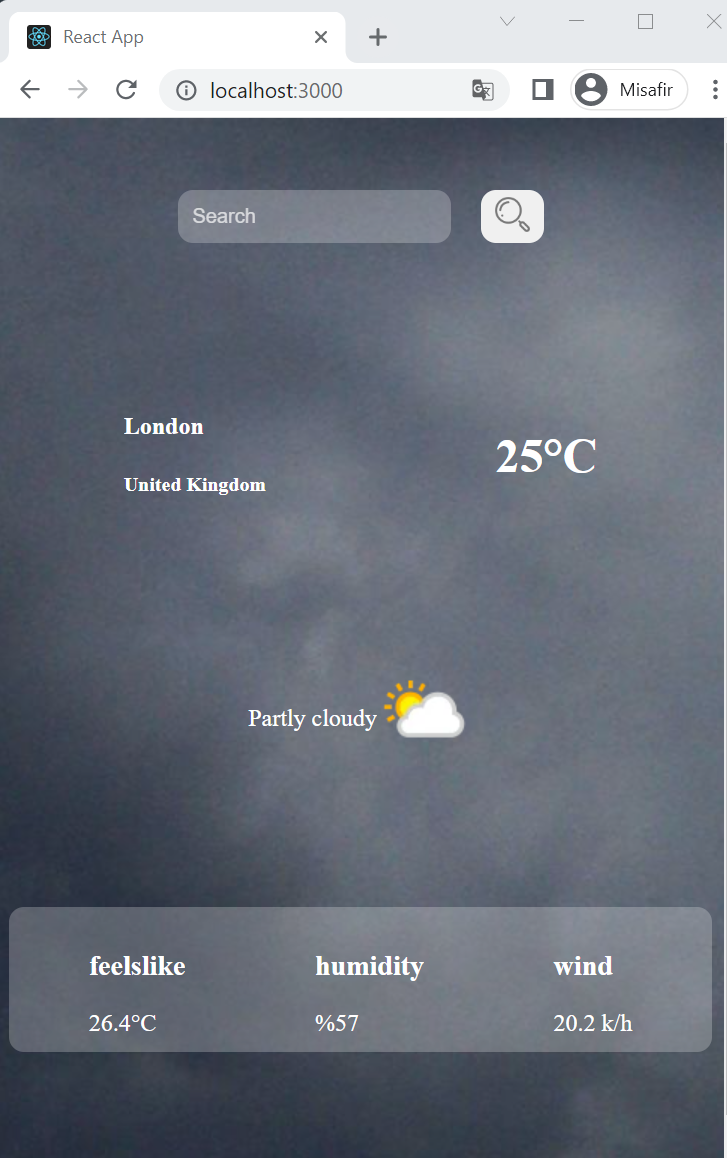 React App
localhost:3000
Misafir
Search
London
25°C
United Kingdom
Partly cloudy
feelslike humidity wind
26.4°C %57 20.2 k/h